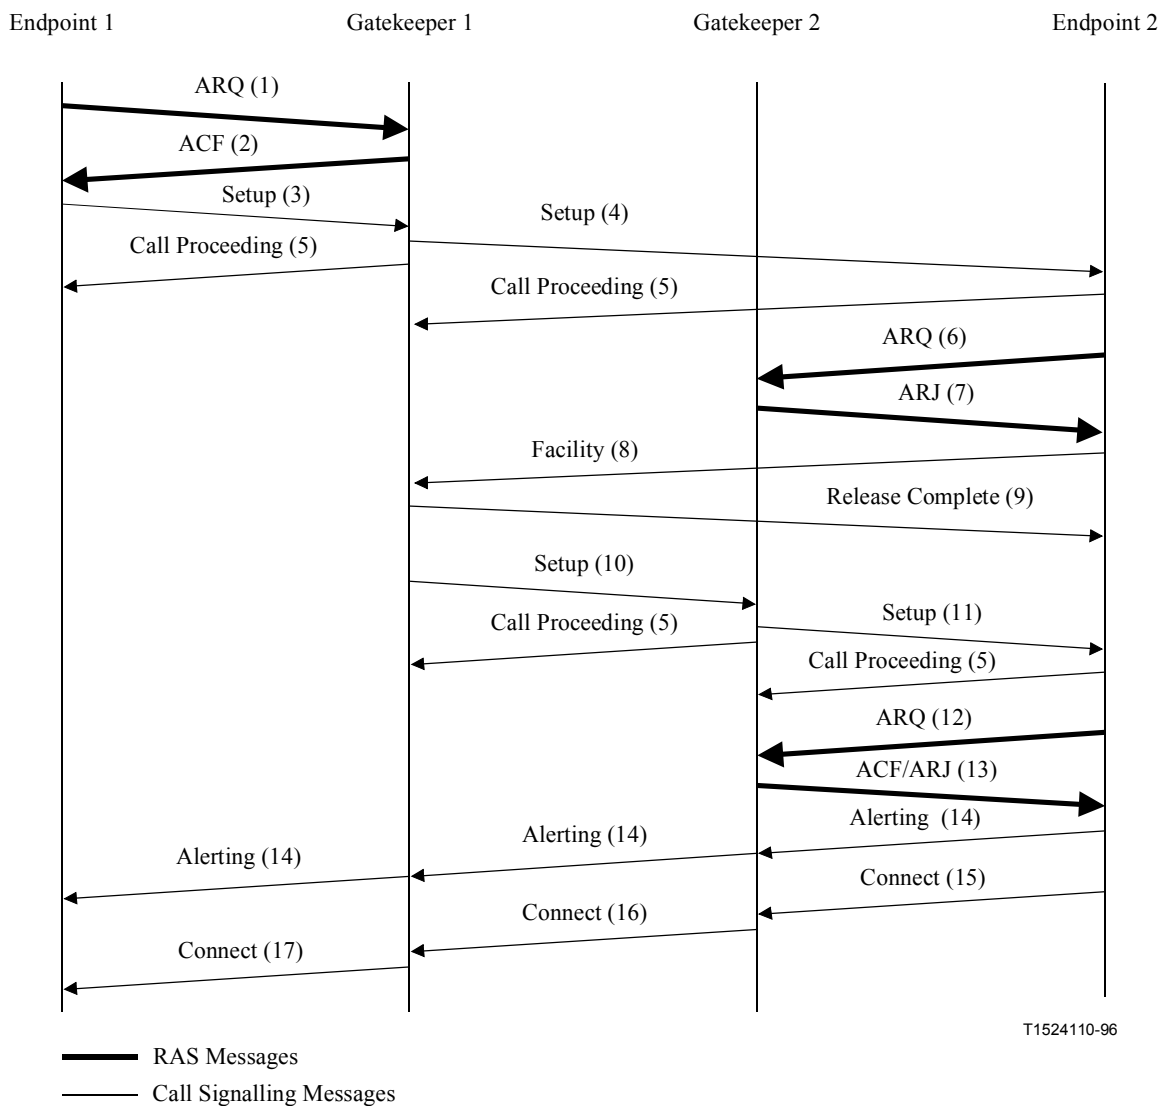 Endpoint 1 Gatekeeper 1 Gatekeeper 2 Endpoint 2
ARQ (1)
ACF (2)
Setup (3)
Setup (4)
Call Proceeding (5)
Call Proceeding (5)
ARQ (6)
ARJ (7)
Facility (8)
Release Complete (9)
Setup (10)
Setup (11)
Call Proceeding (5)
Call Proceeding (5)
ARQ (12)
ACF/ARJ (13)
Alerting (14)
Alerting (14)
Alerting (14)
Connect (15)
Connect (16)
Connect (17)
T1524110-96
RAS Messages
Call Signalling Messages